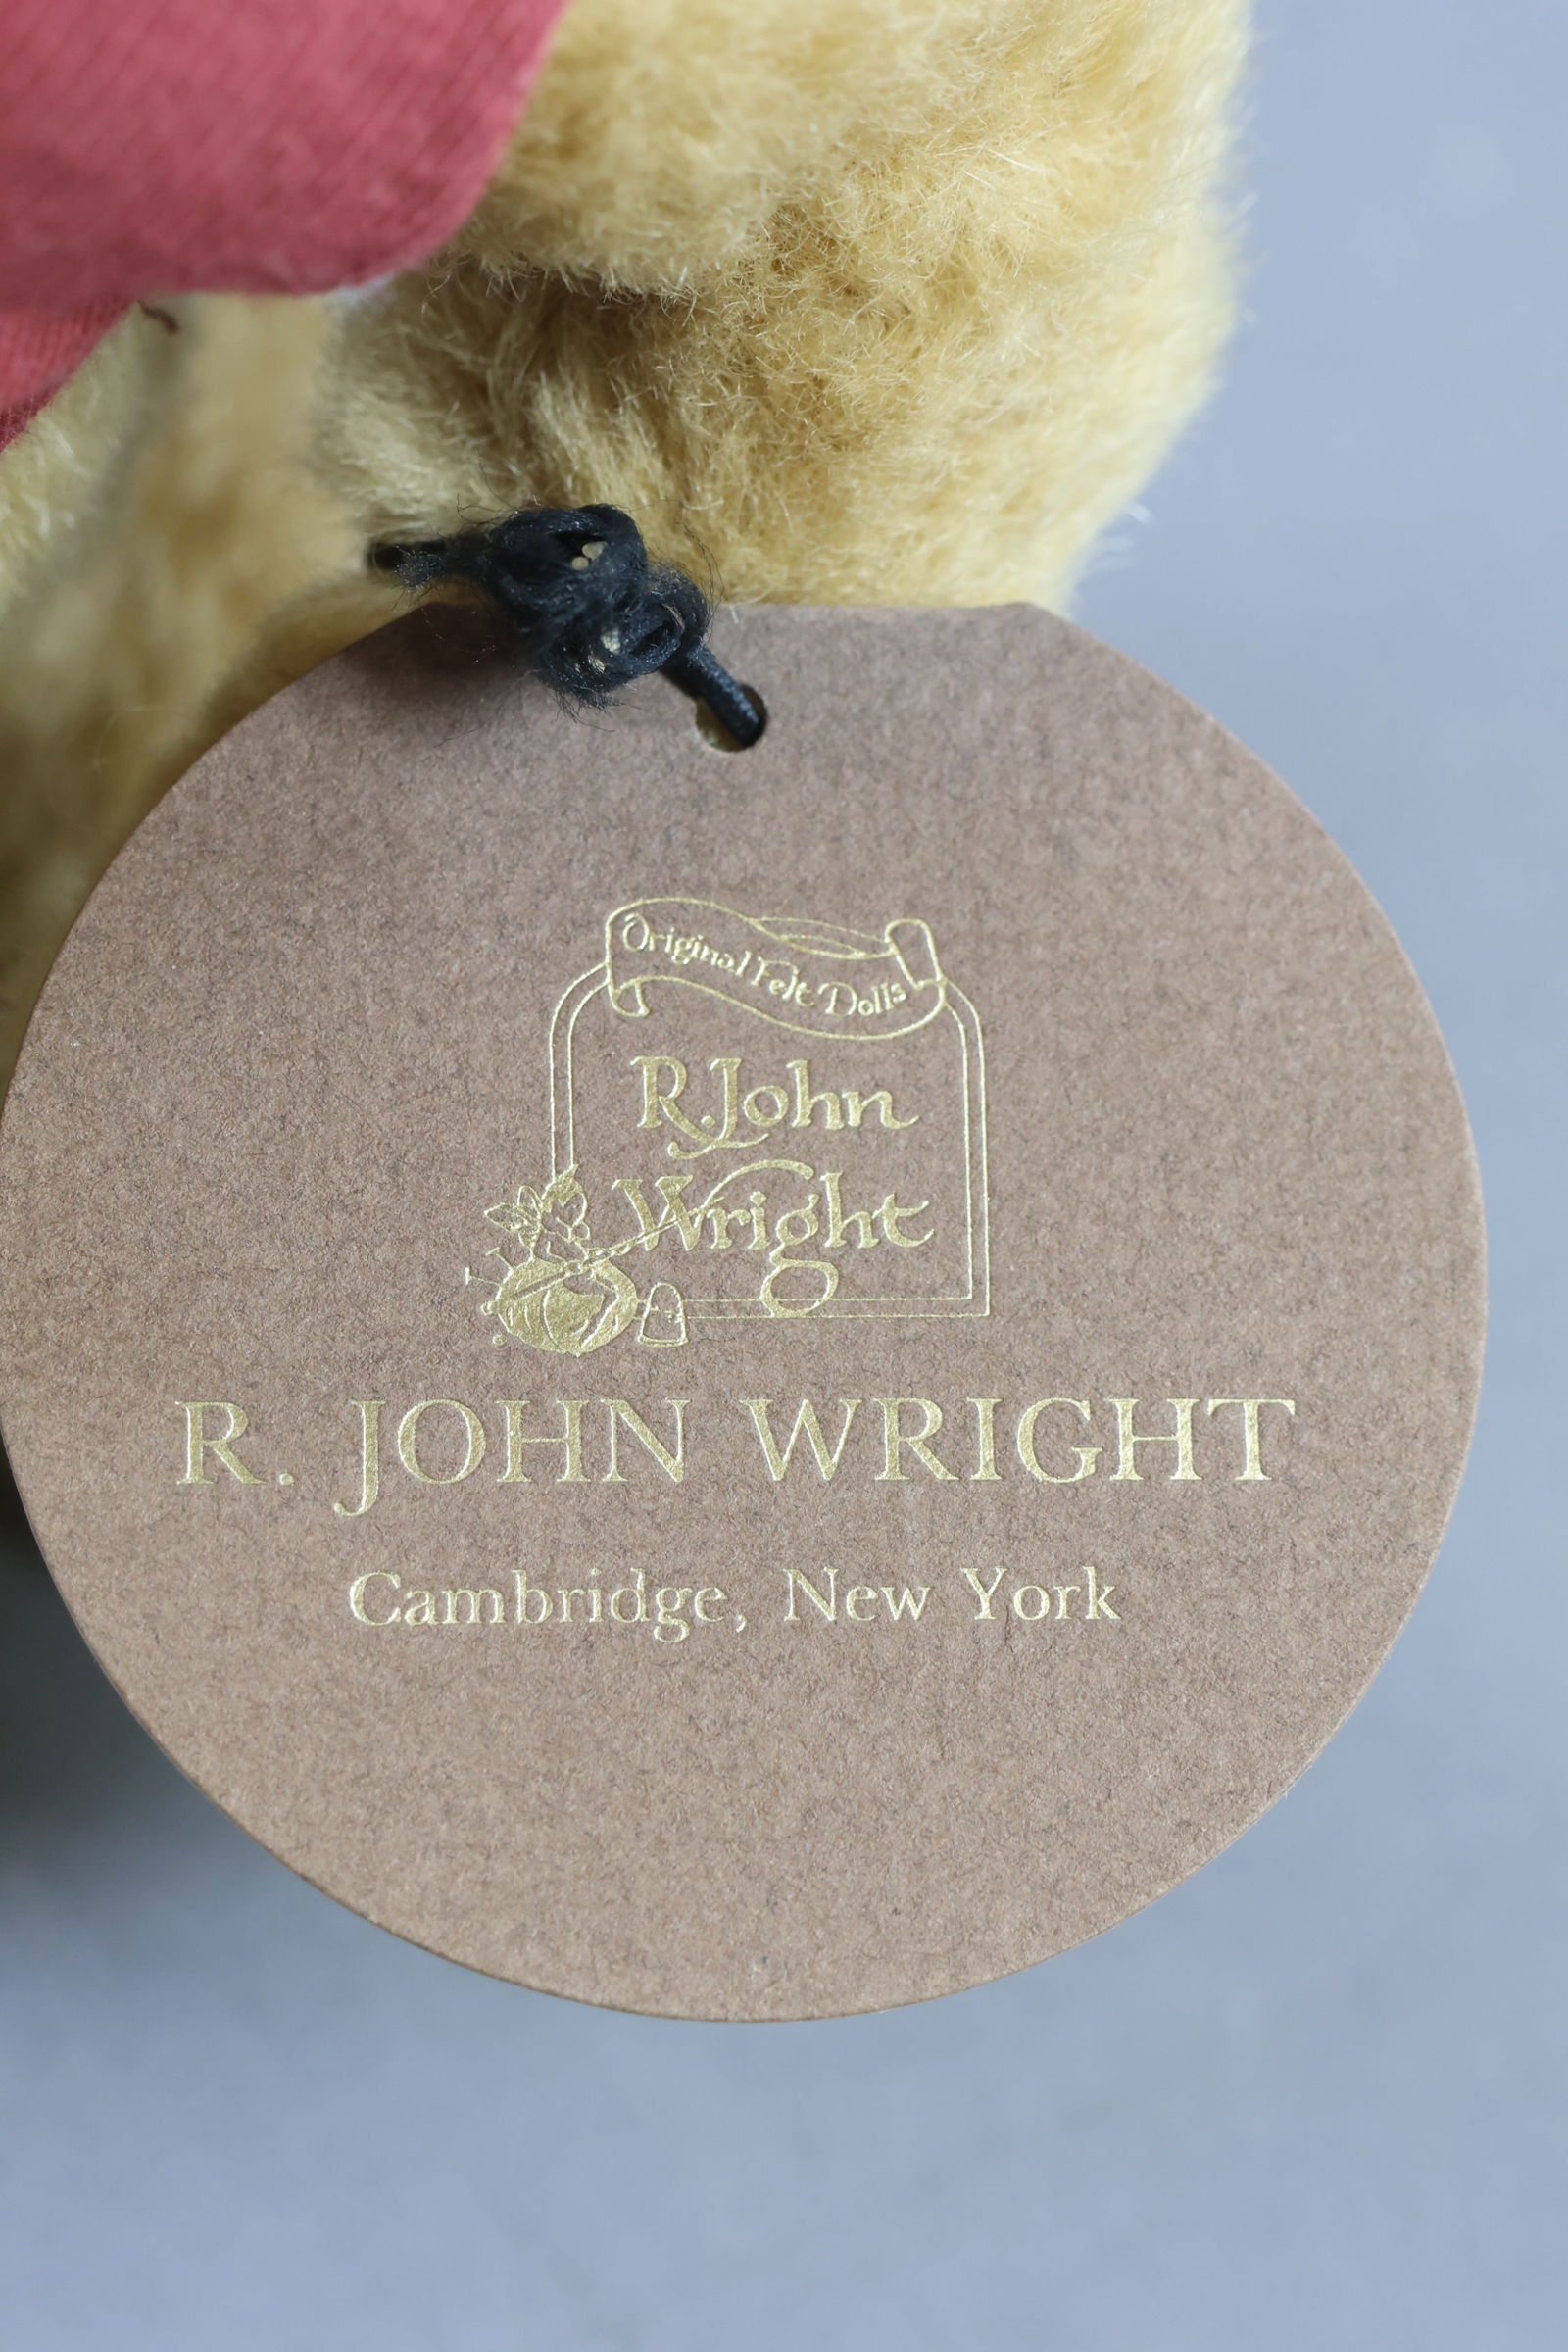 Original Felt Dolls
R. John
Wright
R. JOHN WRIGHT
Cambridge, New York